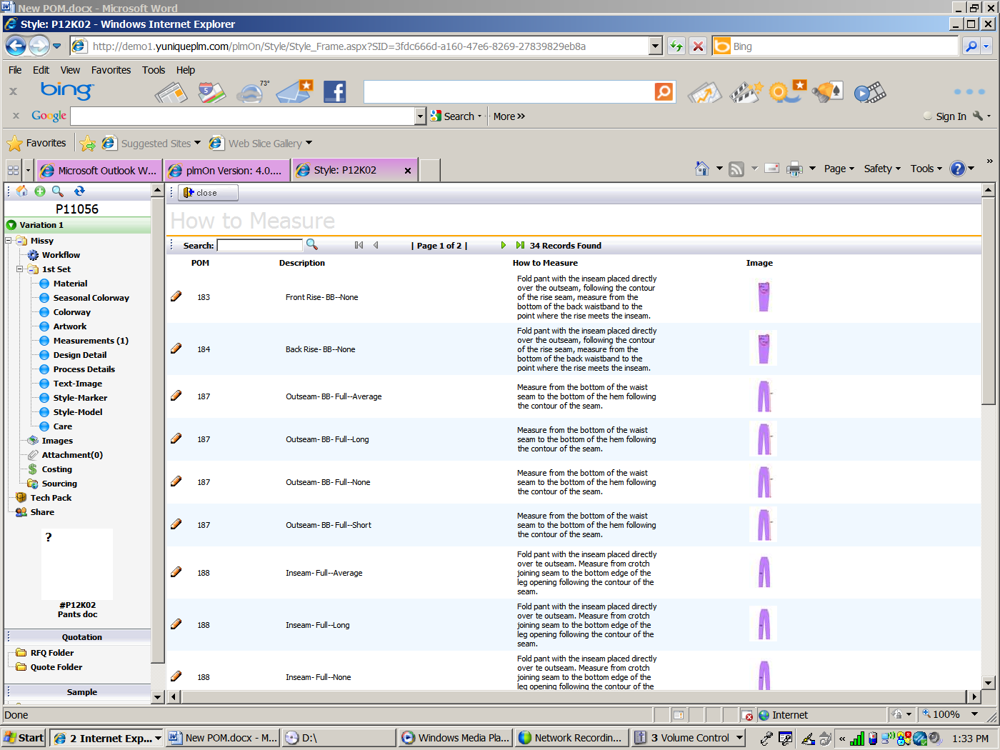 New POM.docx - Microsoft Word
Style: P12K02 - Windows Internet Explorer
http://demo1.yuniqueplm.com/plmOn/Style/Style_Frame.aspx?SID=3fdc666d-a160-47e6-8269-27839829eb8a
Bing
File Edit View Favorites Tools Help
x bing 73°
x Google Search More >> Sign In
Favorites Suggested Sites Web Slice Gallery
Microsoft Outlook W... plmOn Version: 4.0.... Style: P12K02 x Page Safety Tools ? »
close
P11056
How to Measure
Variation 1
Search: | Page 1 of 2 | 34 Records Found
POM Description How to Measure Image
Missy
Workflow
1st Set
Material
Seasonal Colorway
Colorway
Artwork
Measurements (1)
Design Detail
Process Details
Text-Image
Style-Marker
Style-Model
Care
Images
Attachment(0)
Costing
Sourcing
Tech Pack
Share
?
#P12K02
Pants doc
Quotation
RFQ Folder
Quote Folder
Sample
183 Front Rise- BB--None
Fold pant with the inseam placed directly
over the outseam, following the contour
of the rise seam, measure from the
bottom of the back waistband to the
point where the rise meets the inseam.
184 Back Rise- BB--None
Fold pant with the inseam placed directly
over the outseam, following the contour
of the rise seam, measure from the
bottom of the back waistband to the
point where the rise meets the inseam.
187 Outseam- BB- Full--Average
Measure from the bottom of the waist
seam to the bottom of the hem following
the contour of the seam.
187 Outseam- BB- Full--Long
Measure from the bottom of the waist
seam to the bottom of the hem following
the contour of the seam.
187 Outseam- BB- Full--None
Measure from the bottom of the waist
seam to the bottom of the hem following
the contour of the seam.
187 Outseam- BB- Full--Short
Measure from the bottom of the waist
seam to the bottom of the hem following
the contour of the seam.
188 Inseam- Full--Average
Fold pant with the inseam placed directly
over te outseam. Measure from crotch
joining seam to the bottom edge of the
leg opening following the contour of the
seam.
188 Inseam- Full--Long
Fold pant with the inseam placed directly
over te outseam. Measure from crotch
joining seam to the bottom edge of the
leg opening following the contour of the
seam.
188 Inseam- Full--None
Fold pant with the inseam placed directly
over te outseam. Measure from crotch
joining seam to the bottom edge of the
leg opening following the contour of the
Done Internet 100%
Start 2 Internet Exp... New POM.docx - M... D:\ Windows Media Pla... Network Recordin... 3 Volume Control « 1:33 PM